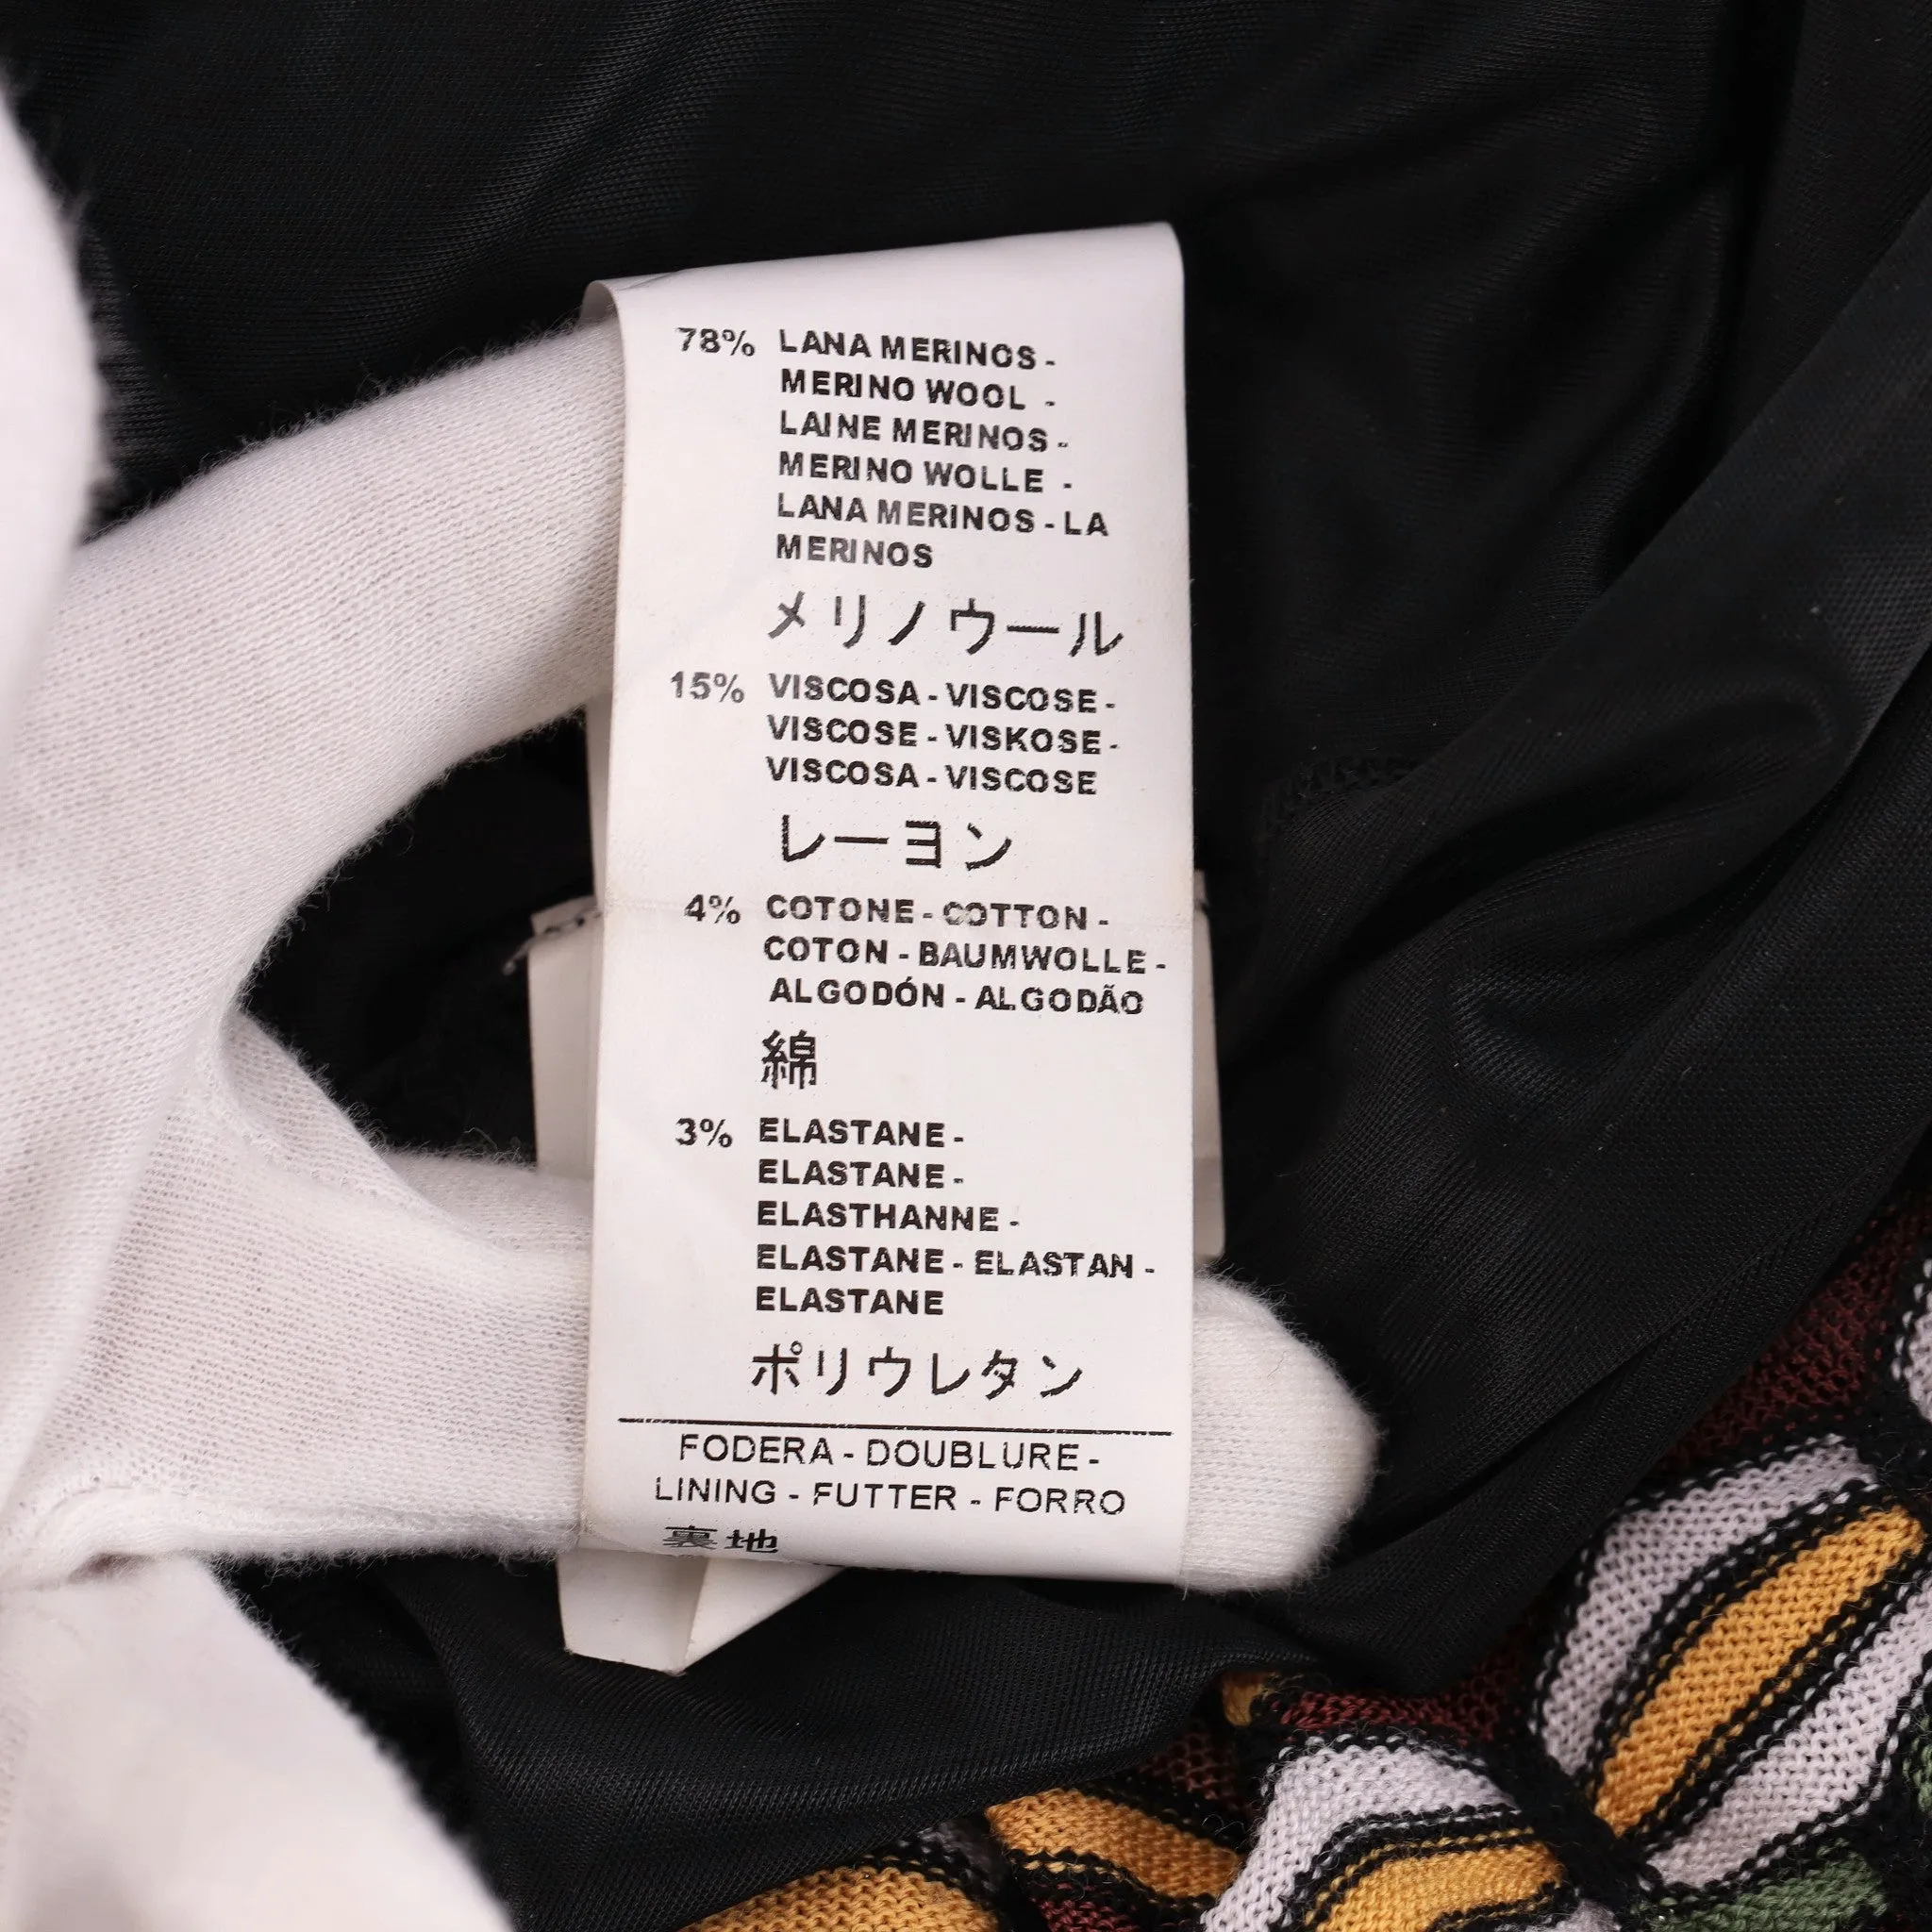 78% LANA MERINOS -
MERINO WOOL -
LAINE MERINOS -
MERINO WOLLE -
LANA MERINOS - LA
MERINOS
メリノウール
15% VISCOSA - VISCOSE -
VISCOSE - VISKOSE -
VISCOSA - VISCOSE
レーヨン
4% COTONE - COTTON -
COTON - BAUMWOLLE -
ALGODÓN - ALGODÃO
綿
3% ELASTANE -
ELASTANE -
ELASTHANNE -
ELASTANE - ELASTAN -
ELASTANE
ポリウレタン
FODERA - DOUBLURE -
LINING - FUTTER - FORRO
裏地